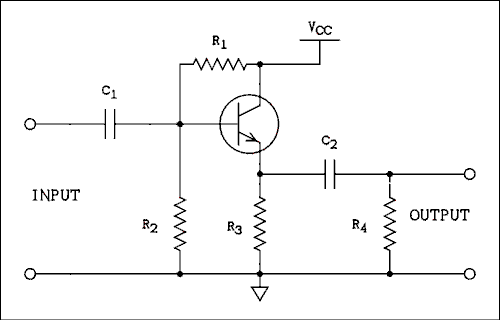 VCC
R1
C1
C2
INPUT
R2
R3
R4
OUTPUT